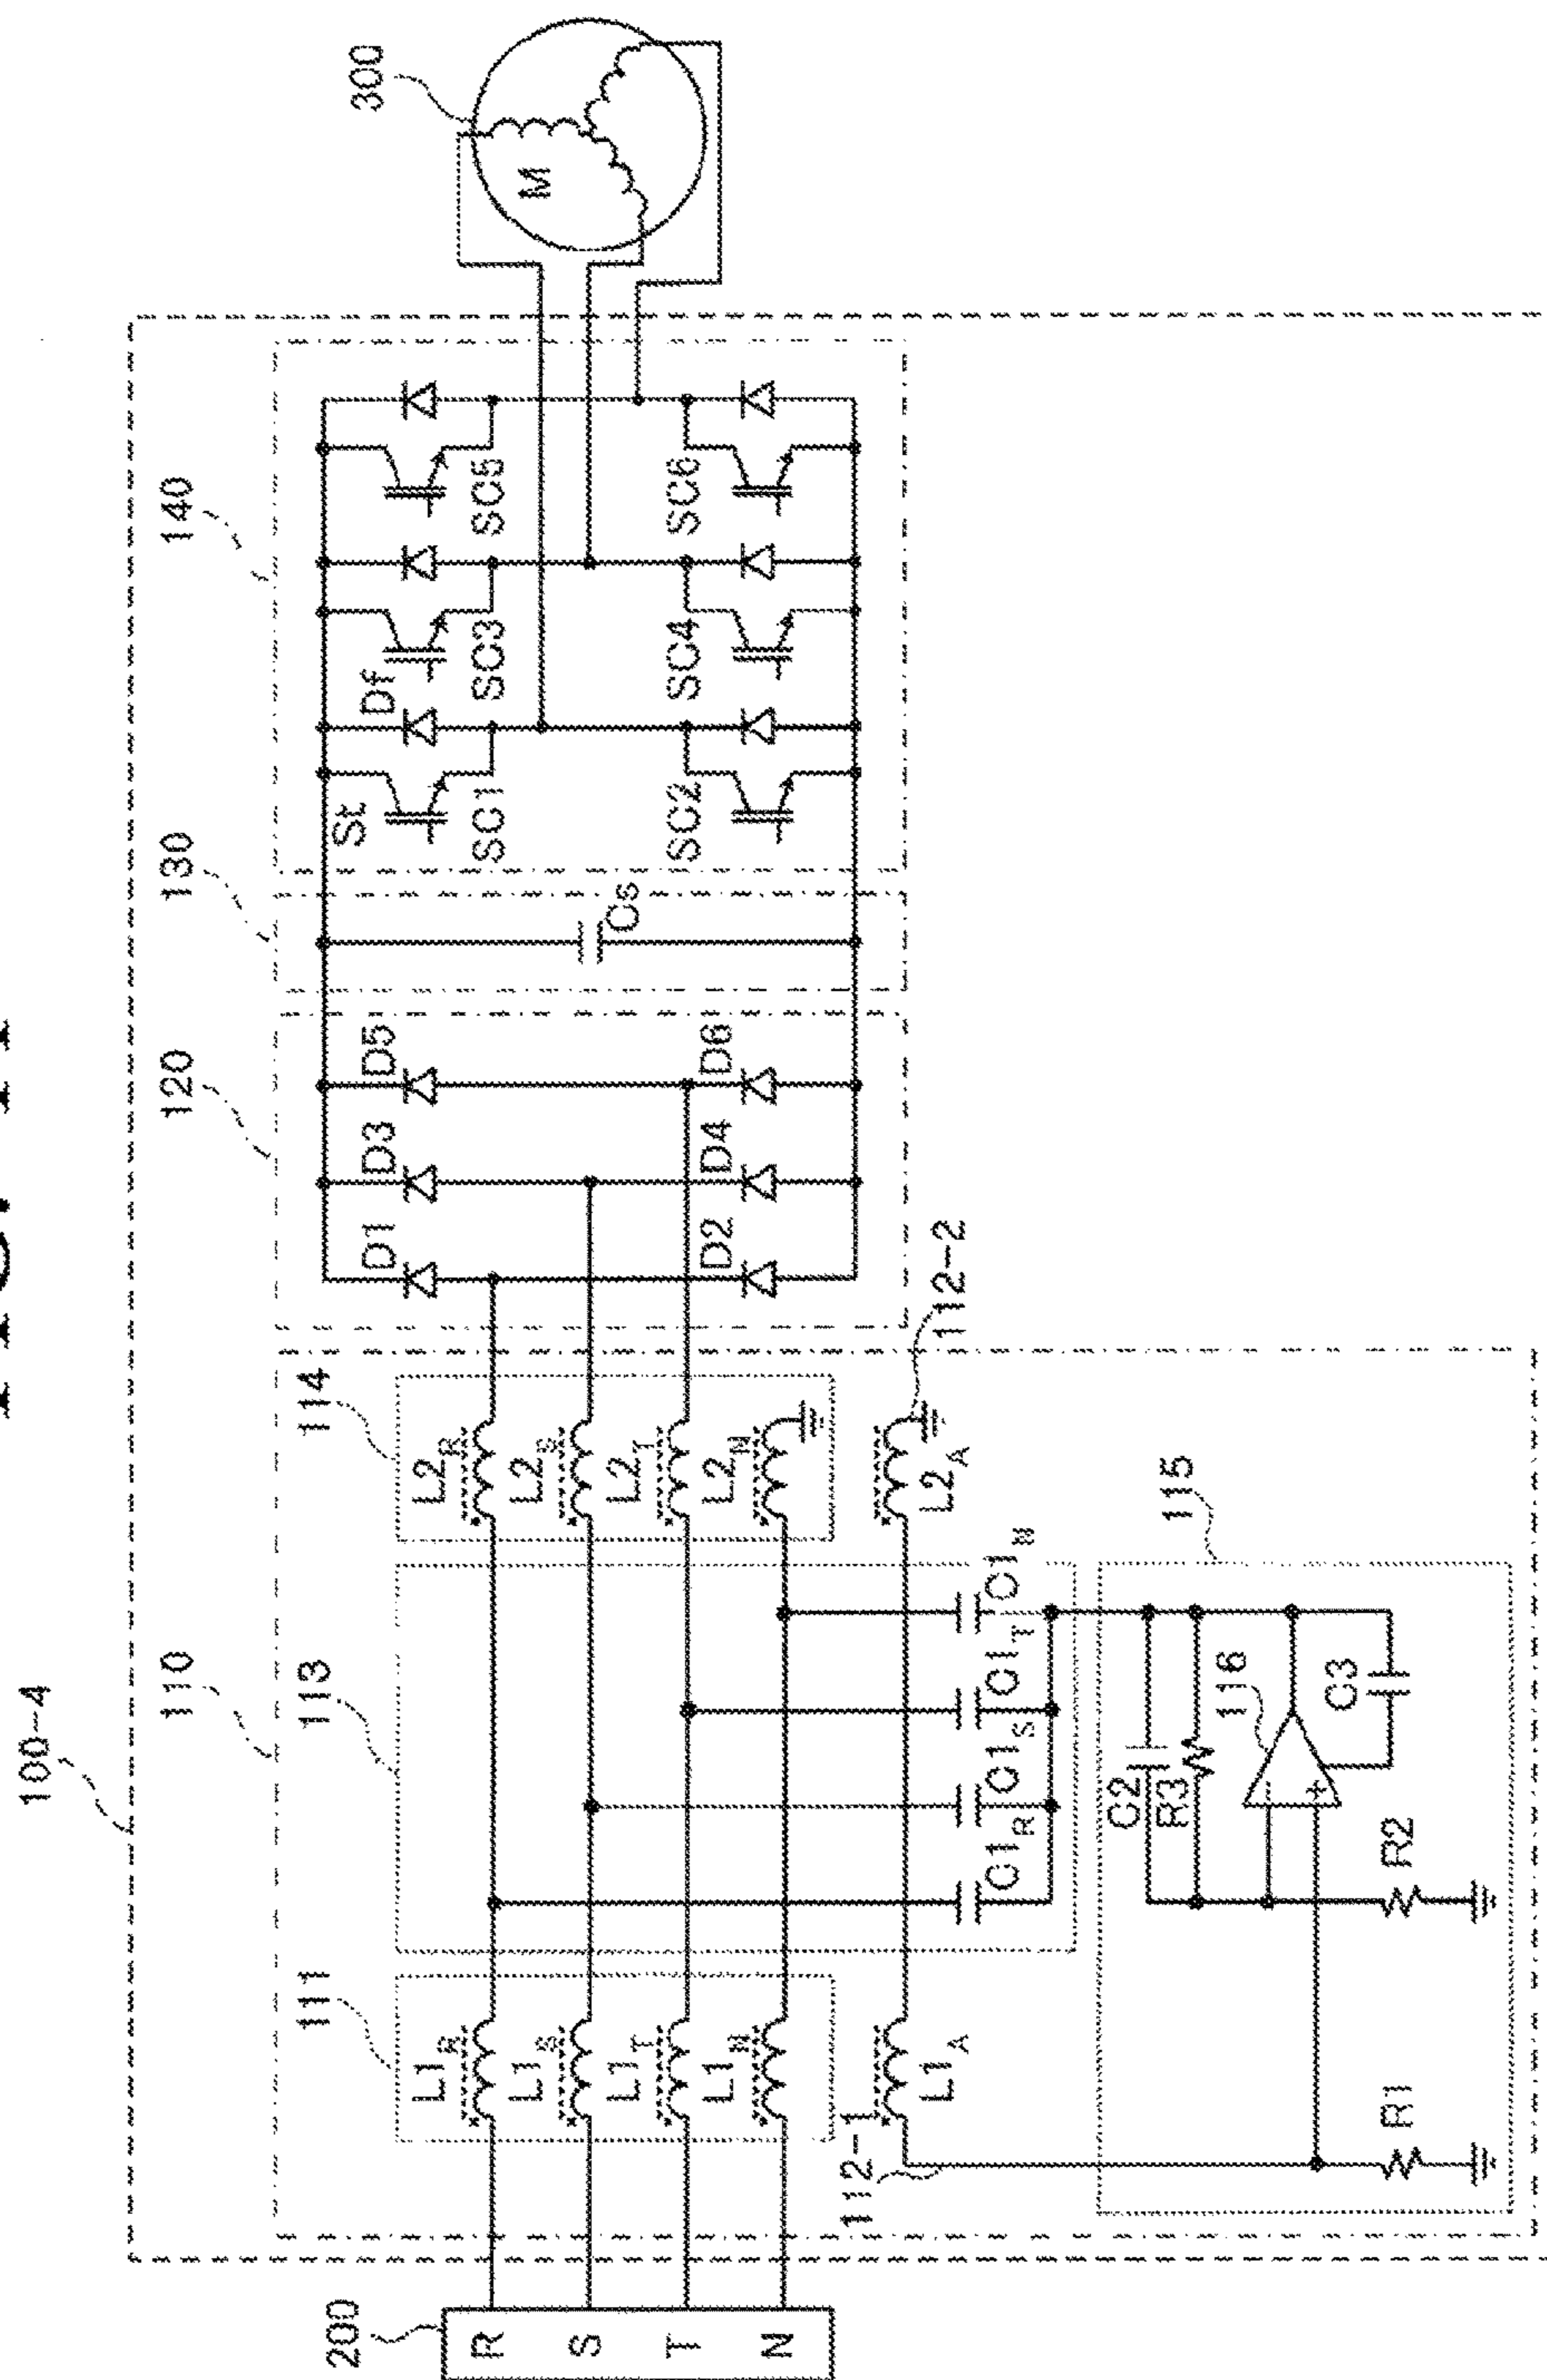 100-4
110
120
130
140
300
M
200
R
S
T
N
111
L1R
L1S
L1T
L1N
112-1
L1A
113
C1R
C1S
C1T
C1N
114
L2R
L2S
L2T
L2N
L2A
112-2
115
116
C2
R3
C3
-
+
R2
R1
D1
D3
D5
D2
D4
D6
Cs
St
Df
SC1
SC3
SC5
SC2
SC4
SC6